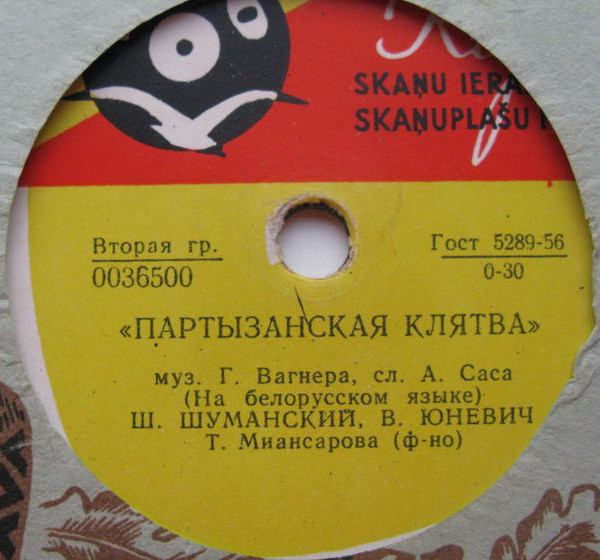 SKAŅU
SKAŅUPLAŠU
Вторая гр.
0036500
Гост 5289-56
0-30
«ПАРТЫЗАНСКАЯ КЛЯТВА»
муз. Г. Вагнера, сл. А. Саса
(На белорусском языке)
Ш. ШУМАНСКИЙ, В. ЮНЕВИЧ
Т. Миансарова (ф-но)